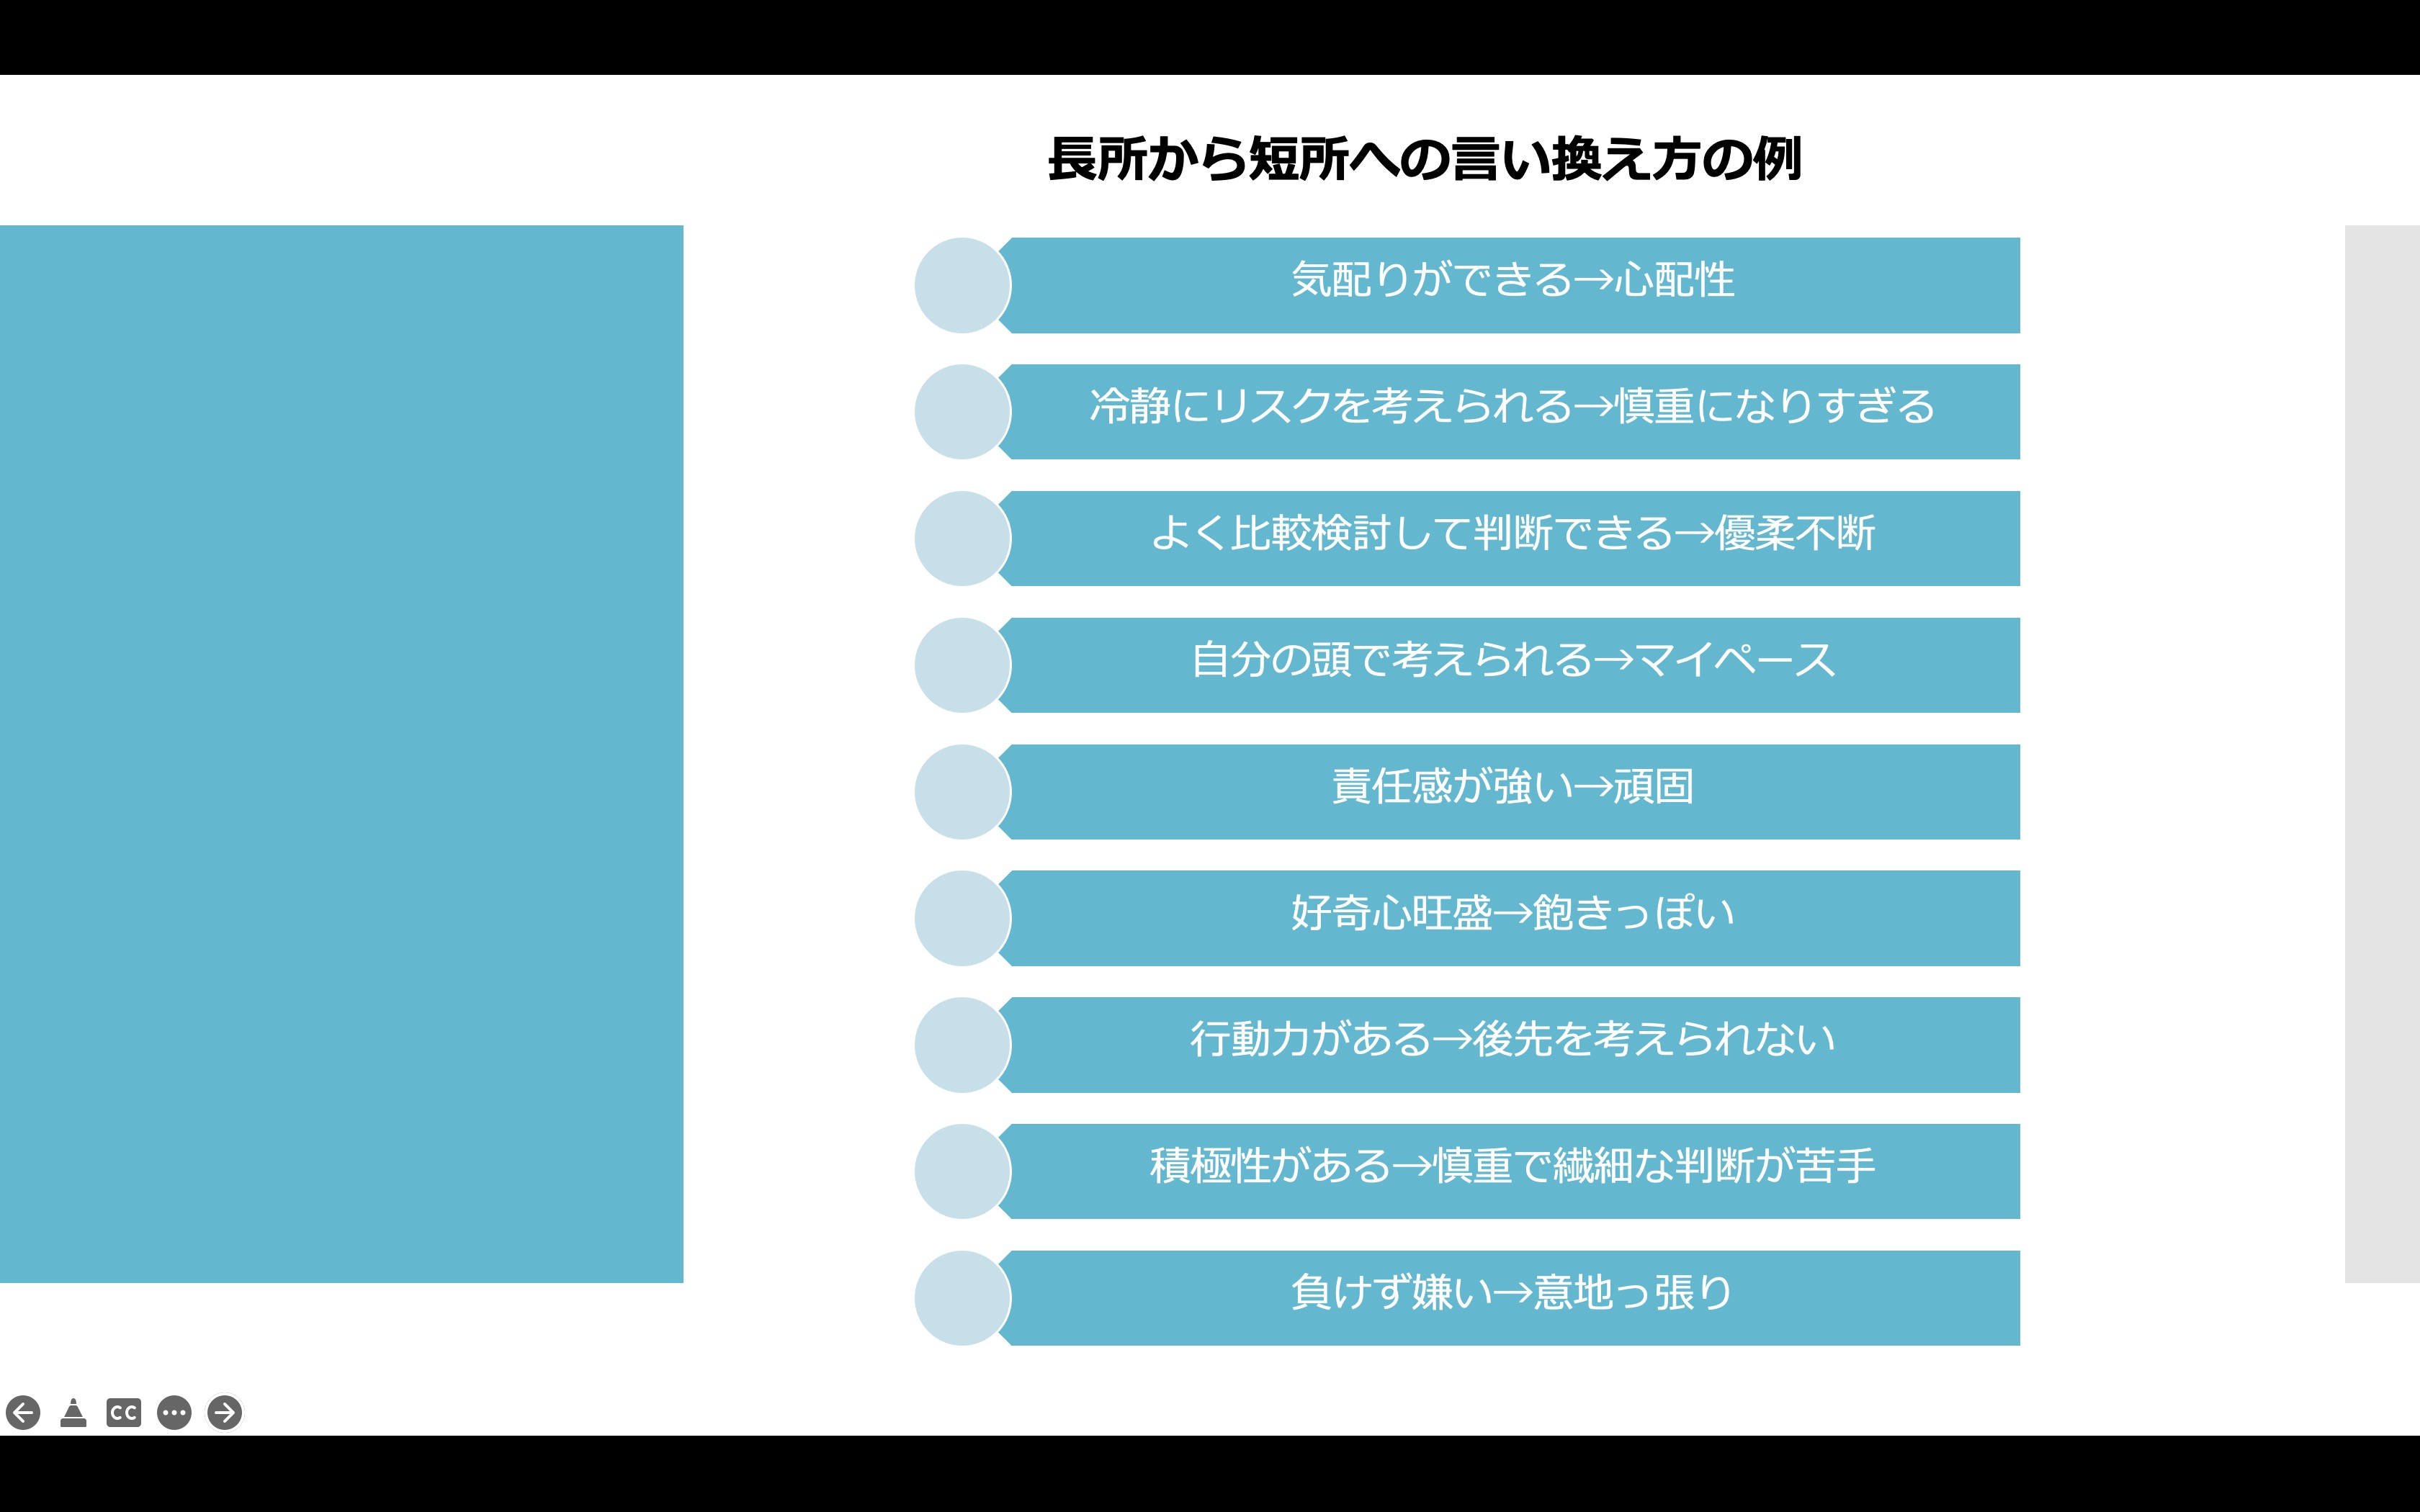 長所から短所への言い換え方の例
気配りができる→心配性
冷静にリスクを考えられる→慎重になりすぎる
よく比較検討して判断できる→優柔不断
自分の頭で考えられる→マイペース
責任感が強い→頑固
好奇心旺盛→飽きっぽい
行動力がある→後先を考えられない
積極性がある→慎重で繊細な判断が苦手
負けず嫌い→意地っ張り
CC